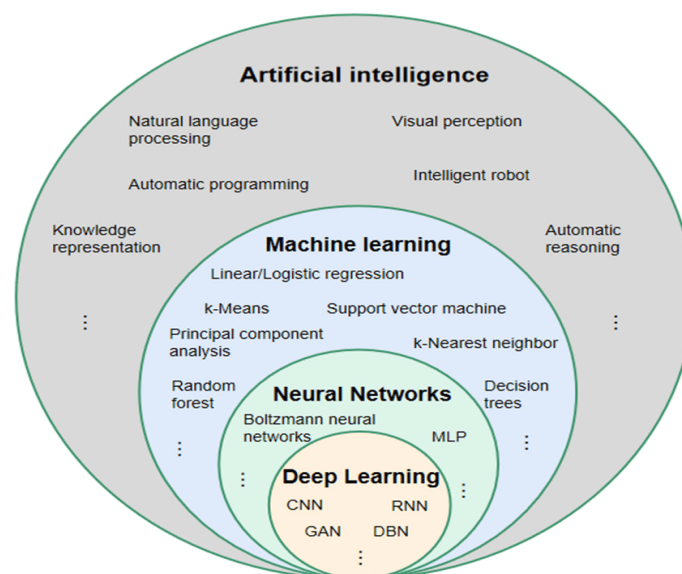 Artificial intelligence
Natural language
processing
Visual perception
Automatic programming
Intelligent robot
Knowledge
representation
Automatic
reasoning
Machine learning
Linear/Logistic regression
k-Means
Support vector machine
Principal component
analysis
k-Nearest neighbor
Random
forest
Decision
trees
Neural Networks
Boltzmann neural
networks
MLP
Deep Learning
CNN
RNN
GAN
DBN